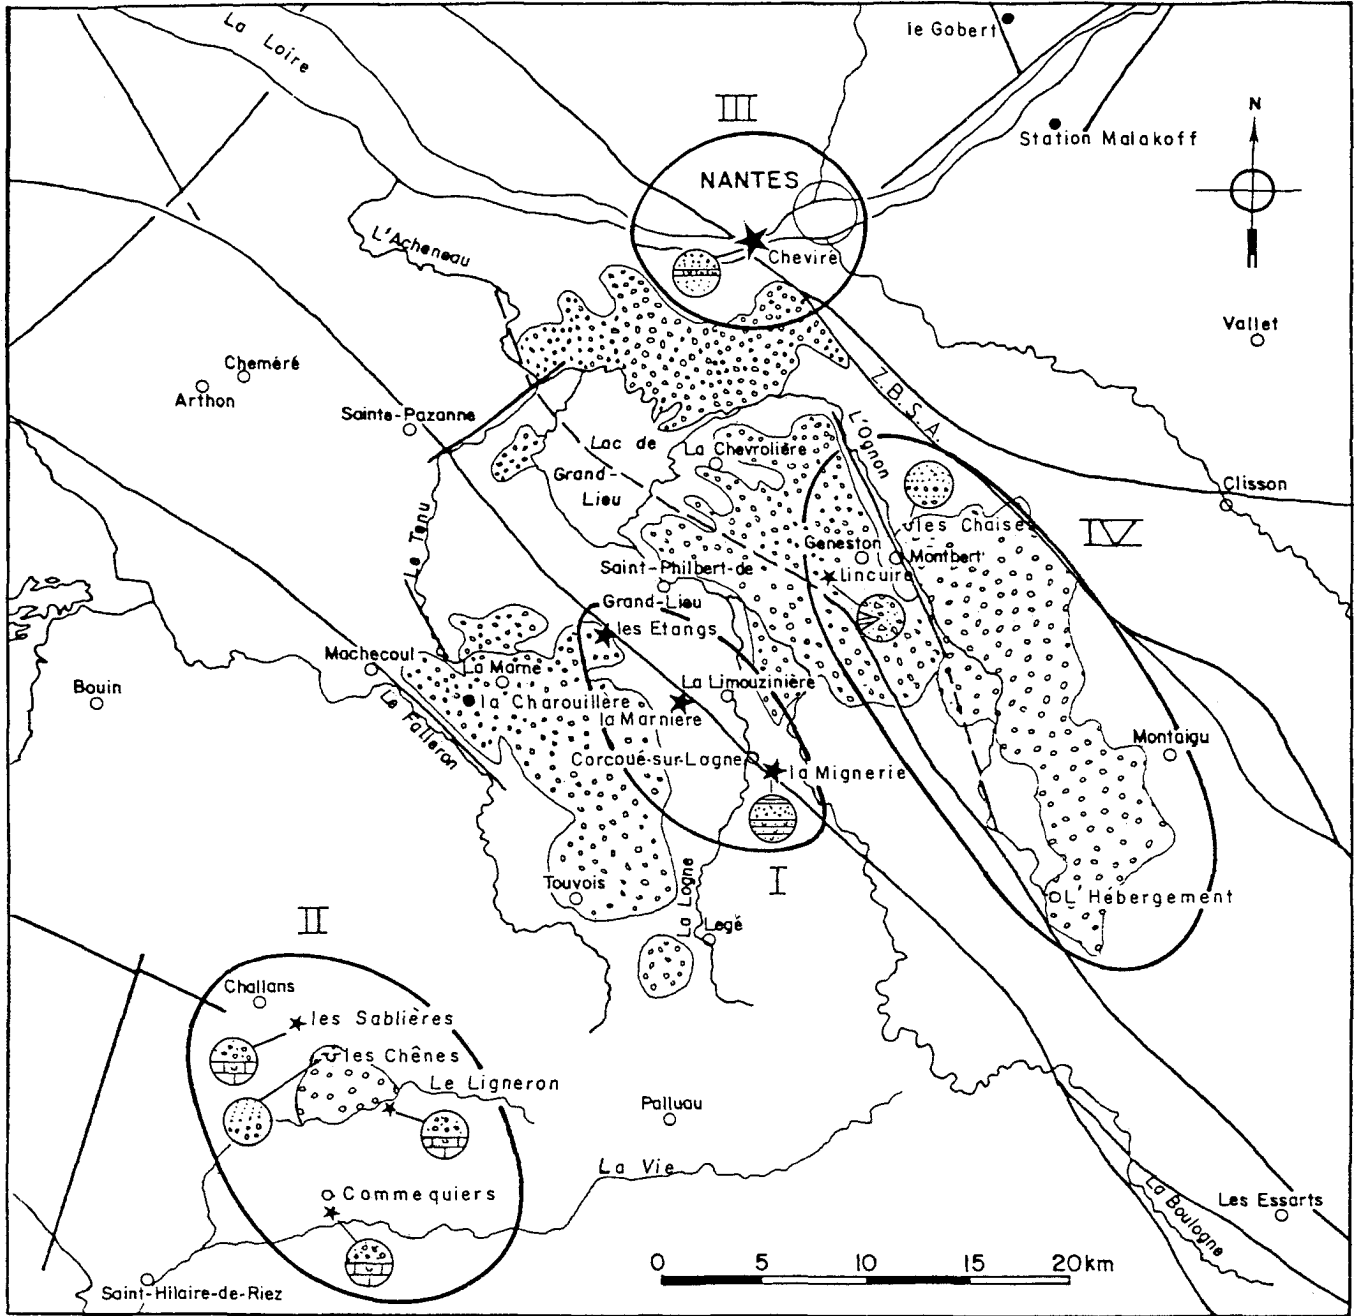 La Loire
le Gobert
III
N
Station Malakoff
NANTES
L'Acheneau
Cheviré
Vallet
Cheméré
Arthon
Z.B.S.A.
Sainte-Pazanne
L'Ognon
Lac de
Grand-
Lieu
La Chevrolière
Clisson
les Chaises
IV
Le Tenu
Geneston
Montbert
Saint-Philbert-de
Grand-Lieu
Lincuire
les Etangs
Machecoul
La Marne
La Limouzinière
Bouin
la Charouillère
la Marnière
Le Falleron
Montaigu
Corcoué-sur-Logne
la Mignerie
I
Touvois
La Logne
L'Hébergement
II
Legé
Challans
les Sablières
les Chênes
Le Ligneron
Palluau
La Vie
Commequiers
La Boulogne
Les Essarts
0 5 10 15 20 km
Saint-Hilaire-de-Riez